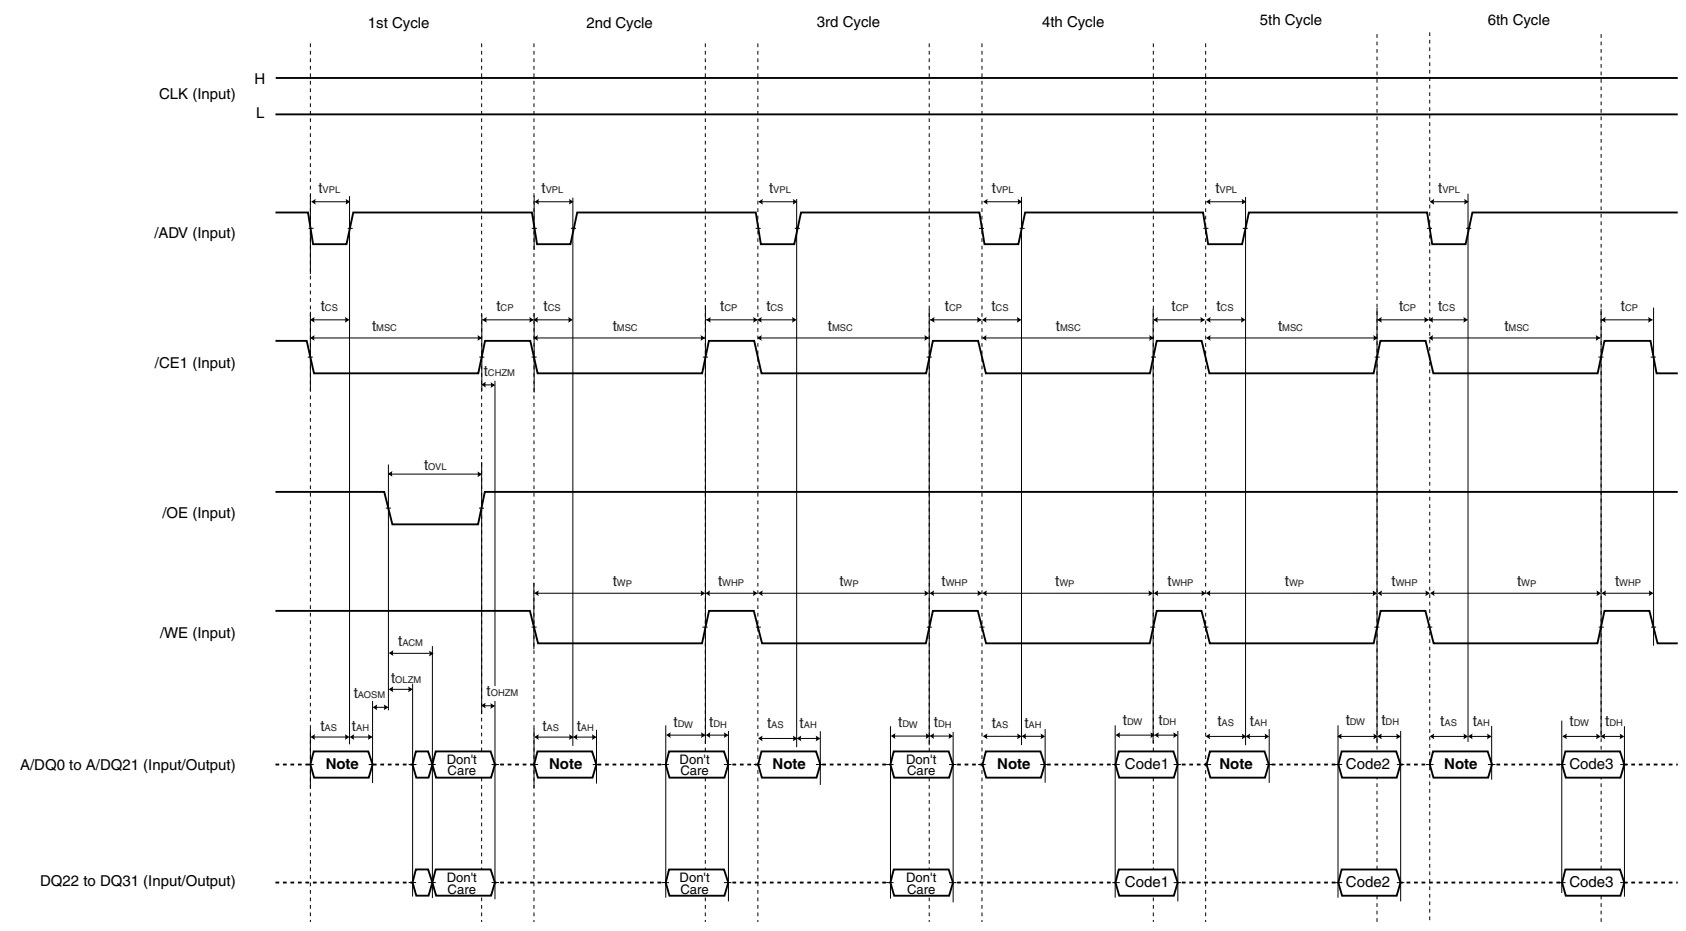 1st Cycle 2nd Cycle 3rd Cycle 4th Cycle 5th Cycle 6th Cycle
H
CLK (Input)
L
tVPL tVPL tVPL tVPL tVPL tVPL
/ADV (Input)
tCS tCP tCS tCP tCS tCP tCS tCP tCS tCP tCS tCP
tMSC tMSC tMSC tMSC tMSC tMSC
/CE1 (Input)
tCHZM
tOVL
/OE (Input)
tWP tWHP tWP tWHP tWP tWHP tWP tWHP tWP tWHP
/WE (Input)
tACM
tOLZM
tAOSM tOHZM
tAS tAH tAS tAH tDW tDH tAS tAH tDW tDH tAS tAH tDW tDH tAS tAH tDW tDH tAS tAH tDW tDH
A/DQ0 to A/DQ21 (Input/Output) Note Don't Care Note Don't Care Note Don't Care Note Code1 Note Code2 Note Code3
DQ22 to DQ31 (Input/Output) Don't Care Don't Care Don't Care Code1 Code2 Code3